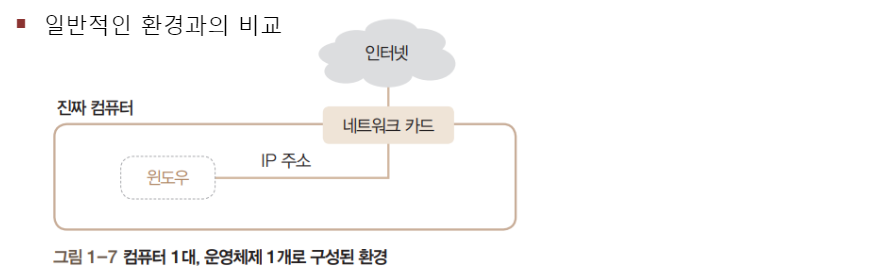 ■ 일반적인 환경과의 비교
인터넷
진짜 컴퓨터
네트워크 카드
IP 주소
윈도우
그림 1-7 컴퓨터 1대, 운영체제 1개로 구성된 환경